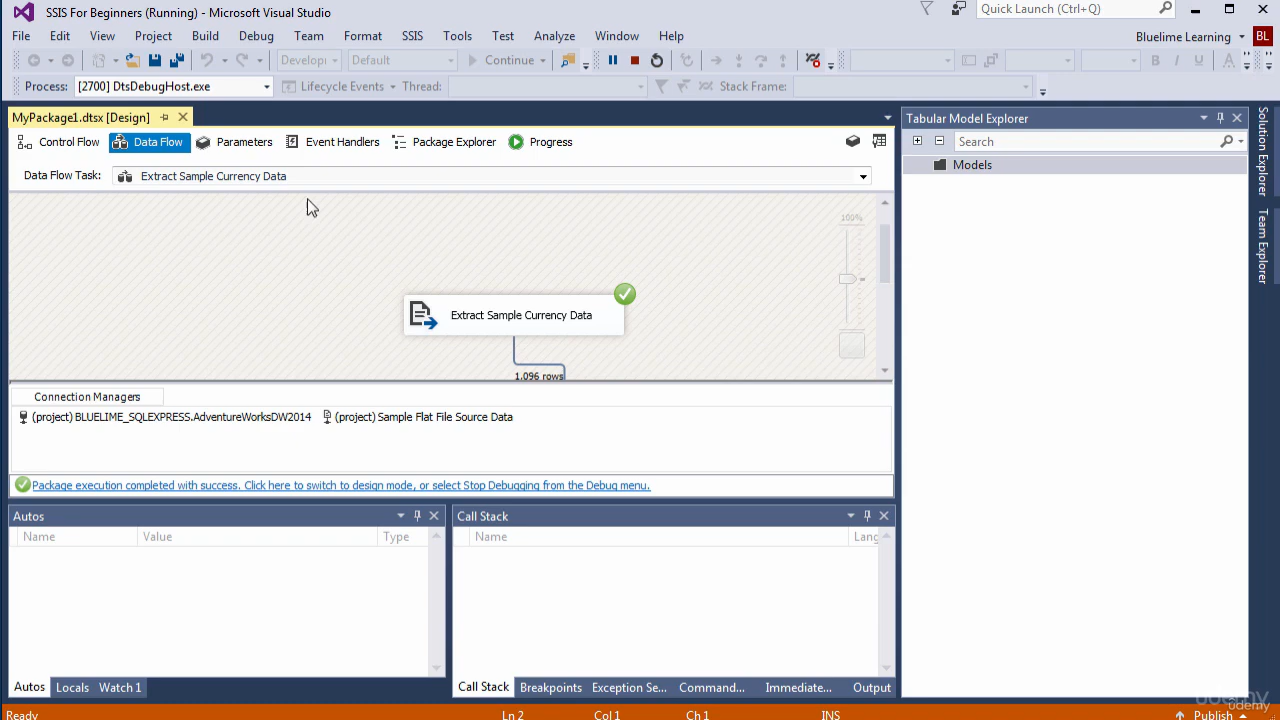 SSIS For Beginners (Running) - Microsoft Visual Studio
Quick Launch (Ctrl+Q)
File Edit View Project Build Debug Team Format SSIS Tools Test Analyze Window Help
Bluelime Learning BL
Develop Default Continue
Process: [2700] DtsDebugHost.exe Lifecycle Events Thread: Stack Frame:
MyPackage1.dtsx [Design]
Tabular Model Explorer
Control Flow Data Flow Parameters Event Handlers Package Explorer Progress
Search
Data Flow Task: Extract Sample Currency Data
Models
Solution Explorer
Team Explorer
100%
Extract Sample Currency Data
1,096 rows
Connection Managers
(project) BLUELIME_SQLEXPRESS.AdventureWorksDW2014 (project) Sample Flat File Source Data
Package execution completed with success. Click here to switch to design mode, or select Stop Debugging from the Debug menu.
Autos
Name Value Type
Call Stack
Name Lang
Autos Locals Watch 1
Call Stack Breakpoints Exception Se... Command... Immediate... Output
Ready Ln 2 Col 1 Ch 1 INS Publish
udemy